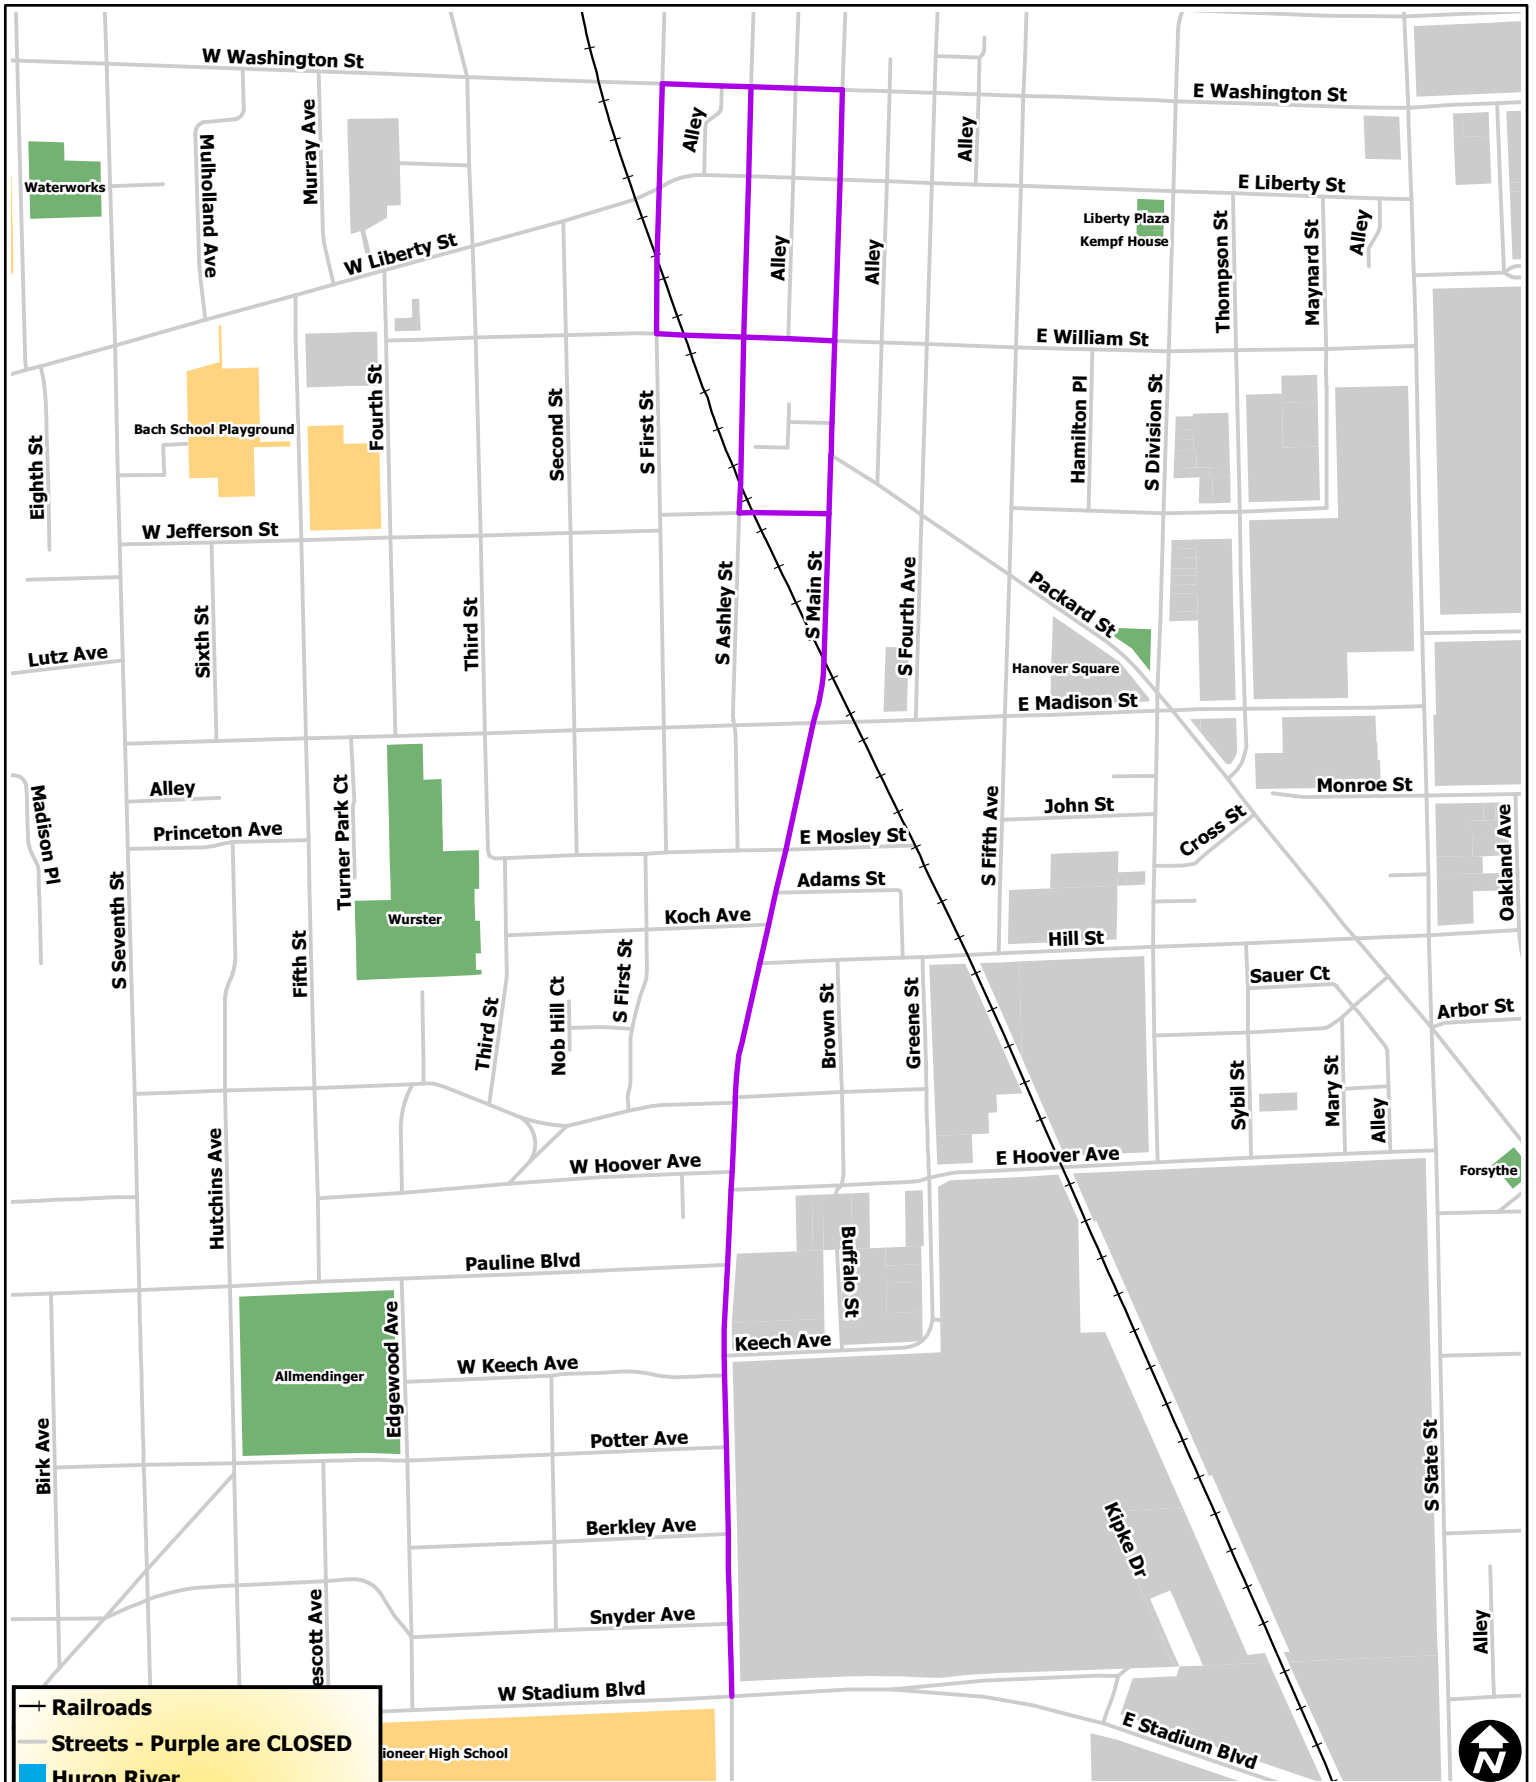 W Washington St
E Washington St
Murray Ave
Alley
Alley
Mulholland Ave
Waterworks
E Liberty St
Liberty Plaza
Kempf House
Thompson St
Maynard St
Alley
W Liberty St
Alley
Alley
E William St
Fourth St
Second St
S First St
Hamilton Pl
S Division St
Bach School Playground
Eighth St
W Jefferson St
Sixth St
Third St
S Ashley St
S Main St
S Fourth Ave
Packard St
Hanover Square
E Madison St
Lutz Ave
Madison Pl
Alley
Princeton Ave
Turner Park Ct
E Mosley St
S Fifth Ave
John St
Cross St
Monroe St
Oakland Ave
Adams St
S Seventh St
Wurster
Koch Ave
Hill St
Fifth St
S First St
Third St
Nob Hill Ct
Brown St
Greene St
Sauer Ct
Arbor St
Sybil St
Mary St
Alley
Hutchins Ave
W Hoover Ave
E Hoover Ave
Forsythe
Pauline Blvd
Buffalo St
Edgewood Ave
Keech Ave
Allmendinger
W Keech Ave
Birk Ave
Potter Ave
S State St
Berkley Ave
Kipke Dr
Snyder Ave
escott Ave
Alley
W Stadium Blvd
E Stadium Blvd
ioneer High School
Railroads
Streets - Purple are CLOSED
Huron River
N